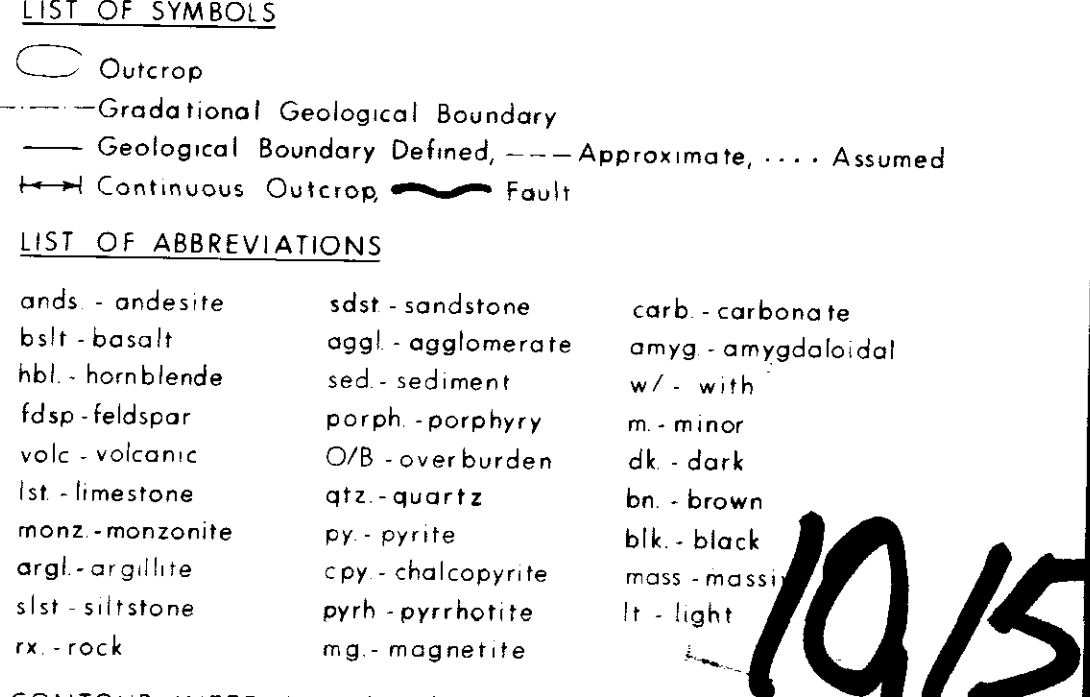 LIST OF SYMBOLS
Outcrop
Gradational Geological Boundary
Geological Boundary Defined, Approximate, Assumed
Continuous Outcrop, Fault
LIST OF ABBREVIATIONS
ands. - andesite
bslt - basalt
hbl. - hornblende
fdsp - feldspar
volc - volcanic
lst. - limestone
monz. - monzonite
argl. - argillite
slst - siltstone
rx. - rock
sdst. - sandstone
aggl. - agglomerate
sed. - sediment
porph. - porphyry
O/B - overburden
qtz. - quartz
py. - pyrite
cpy. - chalcopyrite
pyrh - pyrrhotite
mg. - magnetite
carb. - carbonate
amyg. - amygdaloidal
w/ - with
m. - minor
dk. - dark
bn. - brown
blk. - black
mass - massi
lt - light